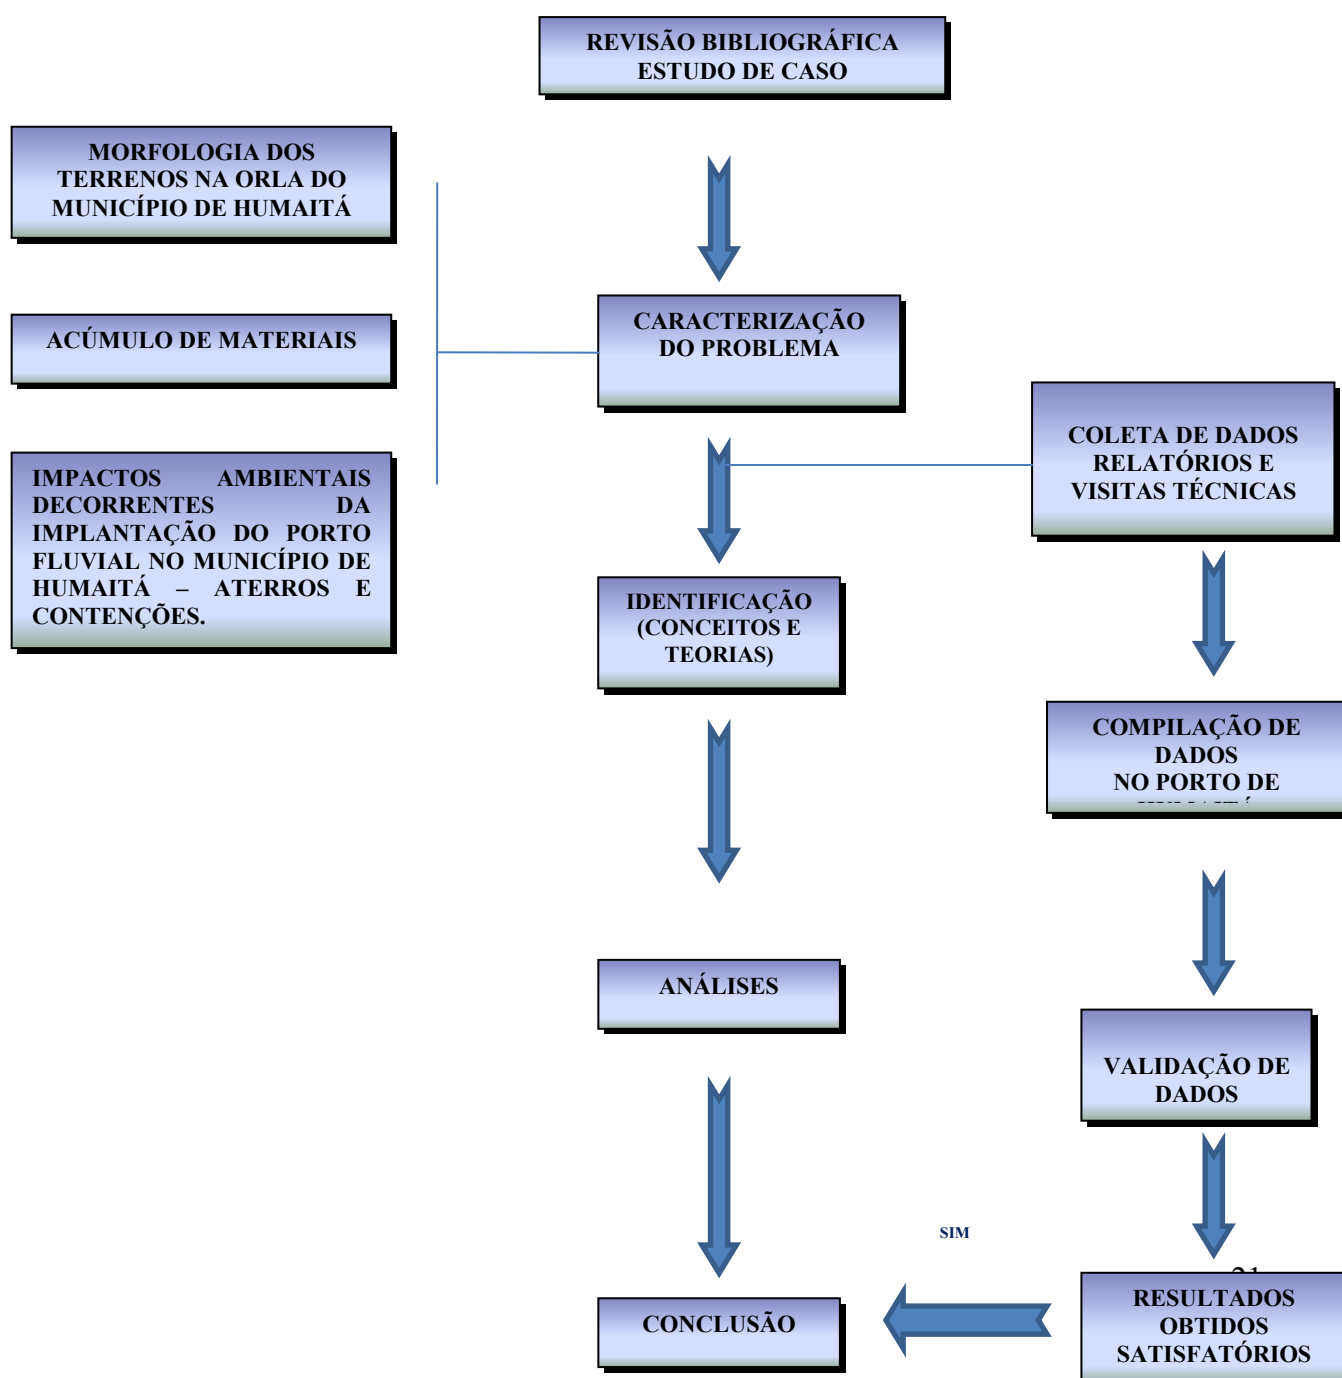 REVISÃO BIBLIOGRÁFICA
ESTUDO DE CASO
MORFOLOGIA DOS
TERRENOS NA ORLA DO
MUNICÍPIO DE HUMAITÁ
ACÚMULO DE MATERIAIS
CARACTERIZAÇÃO
DO PROBLEMA
IMPACTOS AMBIENTAIS
DECORRENTES DA
IMPLANTAÇÃO DO PORTO
FLUVIAL NO MUNICÍPIO DE
HUMAITÁ – ATERROS E
CONTENÇÕES.
COLETA DE DADOS
RELATÓRIOS E
VISITAS TÉCNICAS
IDENTIFICAÇÃO
(CONCEITOS E
TEORIAS)
COMPILAÇÃO DE
DADOS
NO PORTO DE
ANÁLISES
VALIDAÇÃO DE
DADOS
SIM
CONCLUSÃO
RESULTADOS
OBTIDOS
SATISFATÓRIOS